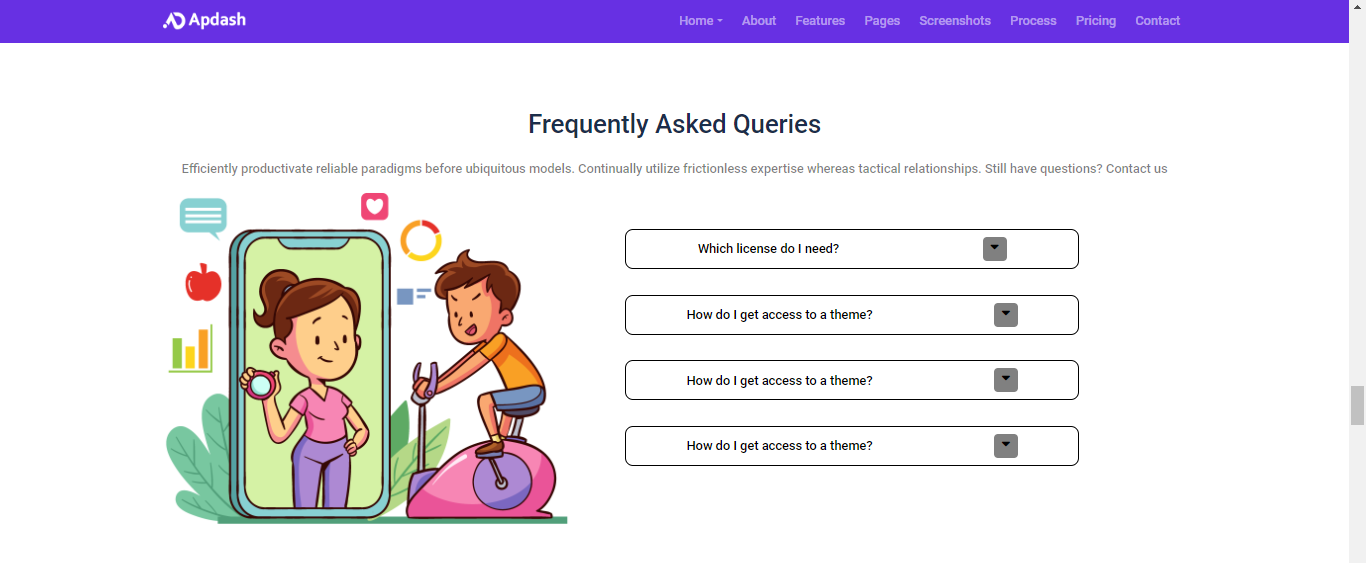 Apdash
Home About Features Pages Screenshots Process Pricing Contact
Frequently Asked Queries
Efficiently productivate reliable paradigms before ubiquitous models. Continually utilize frictionless expertise whereas tactical relationships. Still have questions? Contact us
Which license do I need?
How do I get access to a theme?
How do I get access to a theme?
How do I get access to a theme?